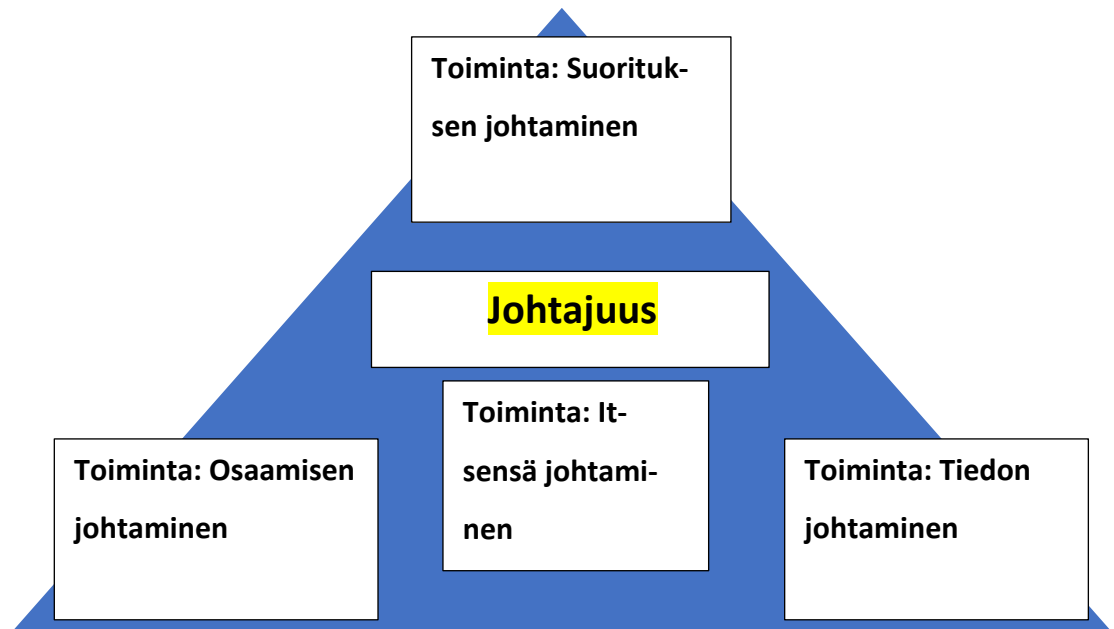 Toiminta: Suorituk-
sen johtaminen
Johtajuus
Toiminta: It-
sensä johtami-
nen
Toiminta: Osaamisen
johtaminen
Toiminta: Tiedon
johtaminen